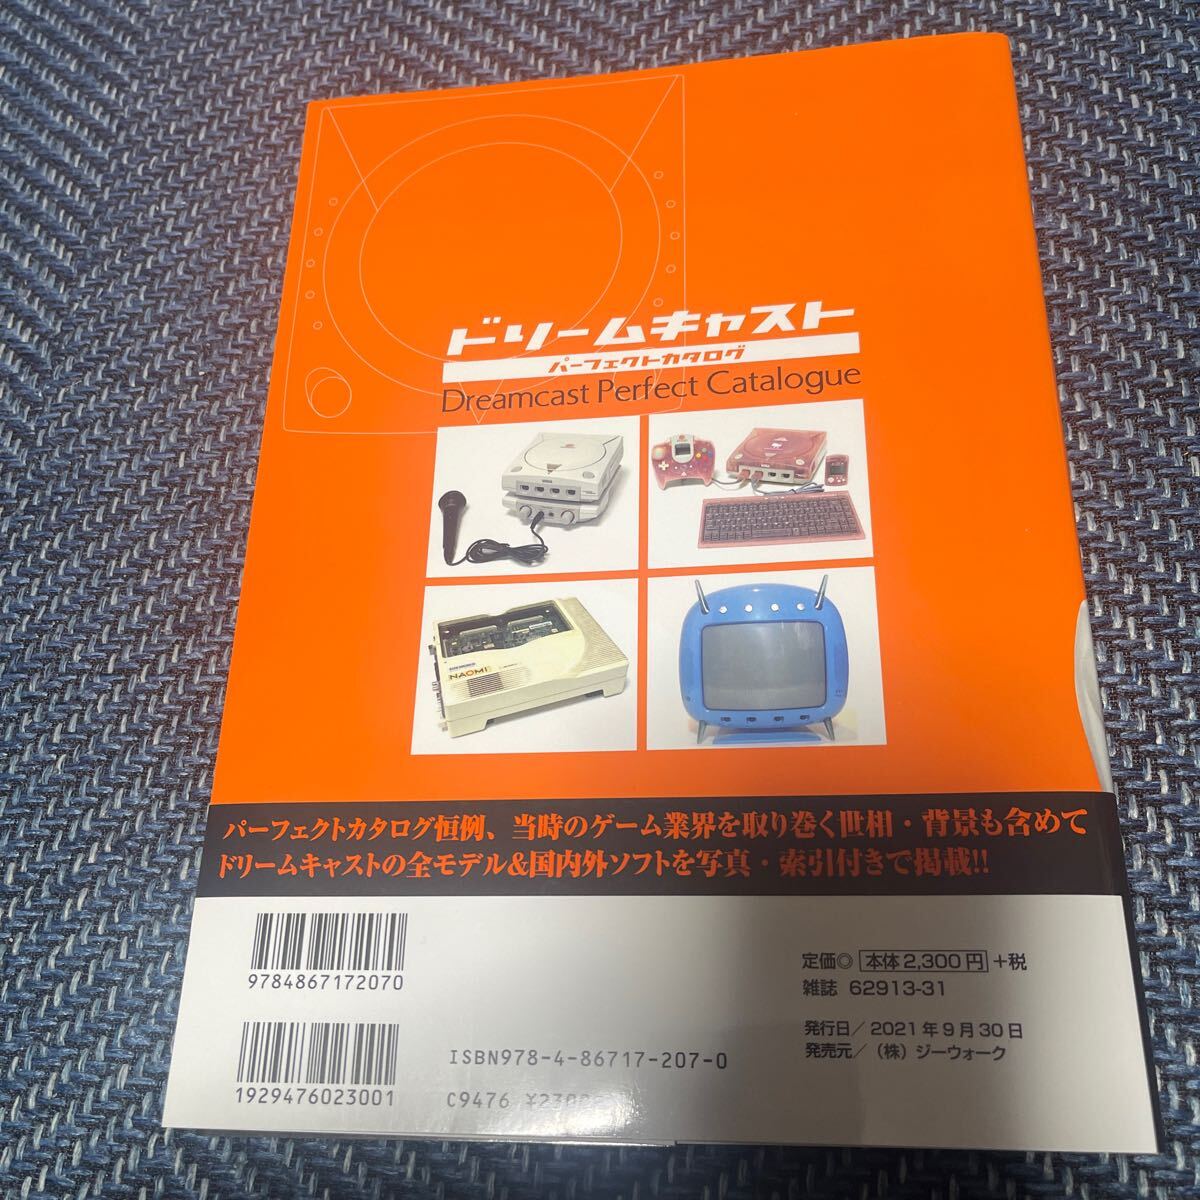 ドリームキャスト
パーフェクトカタログ
Dreamcast Perfect Catalogue
NAOMI
パーフェクトカタログ恒例、当時のゲーム業界を取り巻く世相・背景も含めて
ドリームキャストの全モデル&国内外ソフトを写真・索引付きで掲載!!
9784867172070
定価◎ 本体2,300円 +税
雑誌 62913-31
発行日/2021年9月30日
発売元/(株)ジーウォーク
1929476023001
ISBN978-4-86717-207-0
C9476 ¥2300